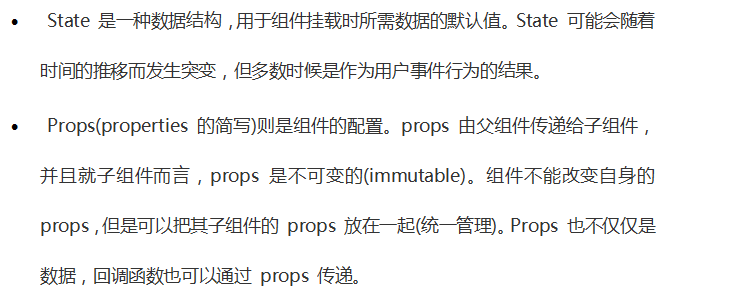 • State 是一种数据结构,用于组件挂载时所需数据的默认值。State 可能会随着
时间的推移而发生突变，但多数时候是作为用户事件行为的结果。
• Props(properties 的简写)则是组件的配置。props 由父组件传递给子组件，
并且就子组件而言，props 是不可变的(immutable)。组件不能改变自身的
props,但是可以把其子组件的 props 放在一起(统一管理)。Props 也不仅仅是
数据，回调函数也可以通过 props 传递。